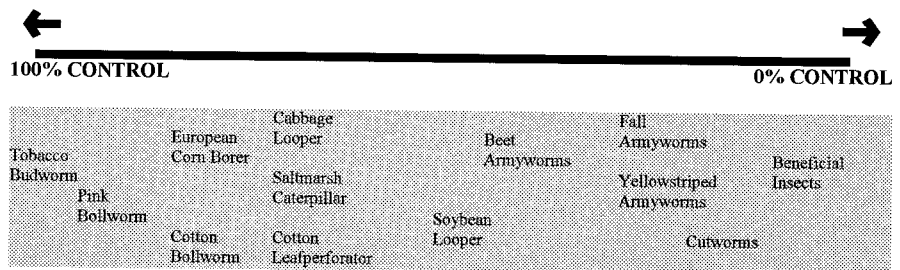 100% CONTROL
0% CONTROL
Tobacco
Budworm
Pink
Bollworm
European
Corn Borer
Cotton
Bollworm
Cabbage
Looper
Saltmarsh
Caterpillar
Cotton
Leafperforator
Soybean
Looper
Beet
Armyworms
Fall
Armyworms
Yellowstriped
Armyworms
Cutworms
Beneficial
Insects